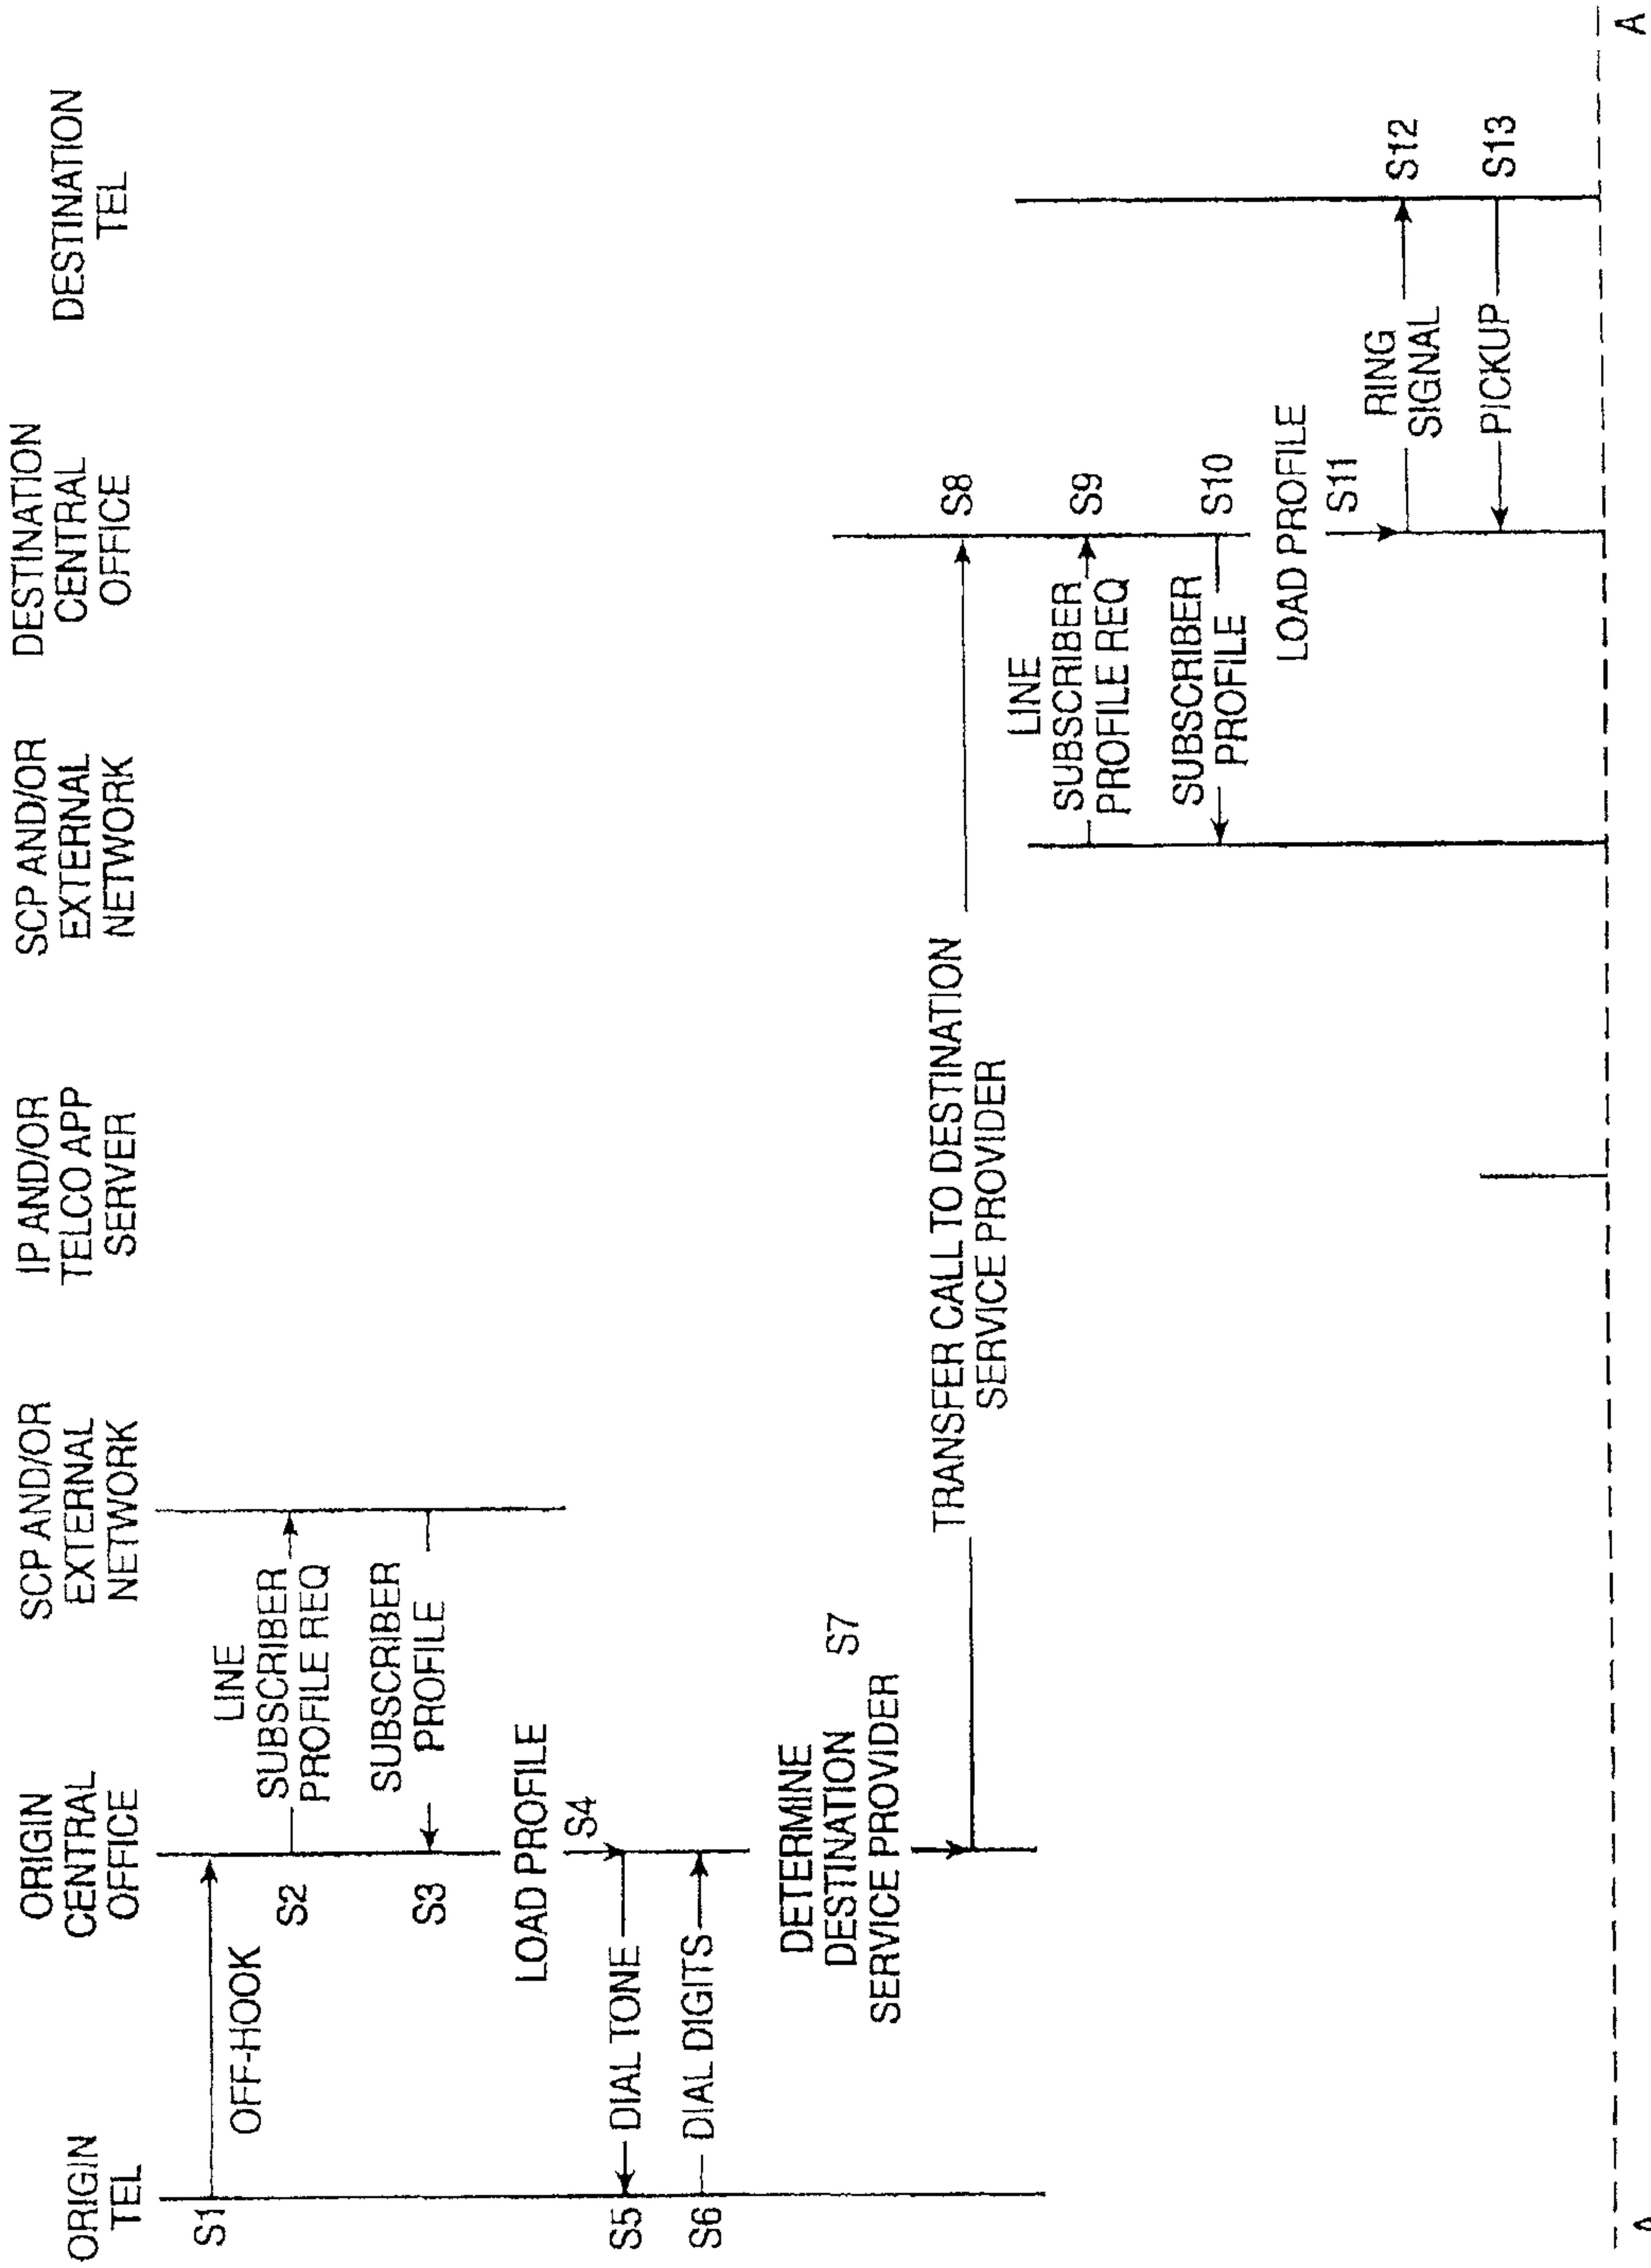 ORIGIN
TEL
ORIGIN
CENTRAL
OFFICE
SCP AND/OR
EXTERNAL
NETWORK
IP AND/OR
TELCO APP
SERVER
SCP AND/OR
EXTERNAL
NETWORK
DESTINATION
CENTRAL
OFFICE
DESTINATION
TEL
S1
OFF-HOOK
S2
LINE
SUBSCRIBER
PROFILE REQ
S3
SUBSCRIBER
PROFILE
LOAD PROFILE
S4
S5
DIAL TONE
S6
DIAL DIGITS
DETERMINE
DESTINATION
SERVICE PROVIDER
S7
TRANSFER CALL TO DESTINATION
SERVICE PROVIDER
S8
LINE
SUBSCRIBER
PROFILE REQ
S9
SUBSCRIBER
PROFILE
S10
LOAD PROFILE
S11
RING
SIGNAL
S12
PICKUP
S13
A
A